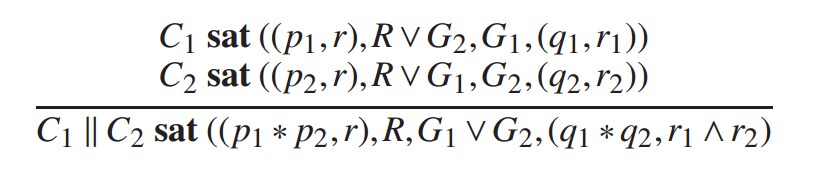 C₁ sat ((p₁,r),R∨G₂,G₁,(q₁,r₁))
C₂ sat ((p₂,r),R∨G₁,G₂,(q₂,r₂))
C₁ ∥ C₂ sat ((p₁ ∗ p₂,r),R,G₁ ∨G₂,(q₁ ∗q₂,r₁ ∧r₂)